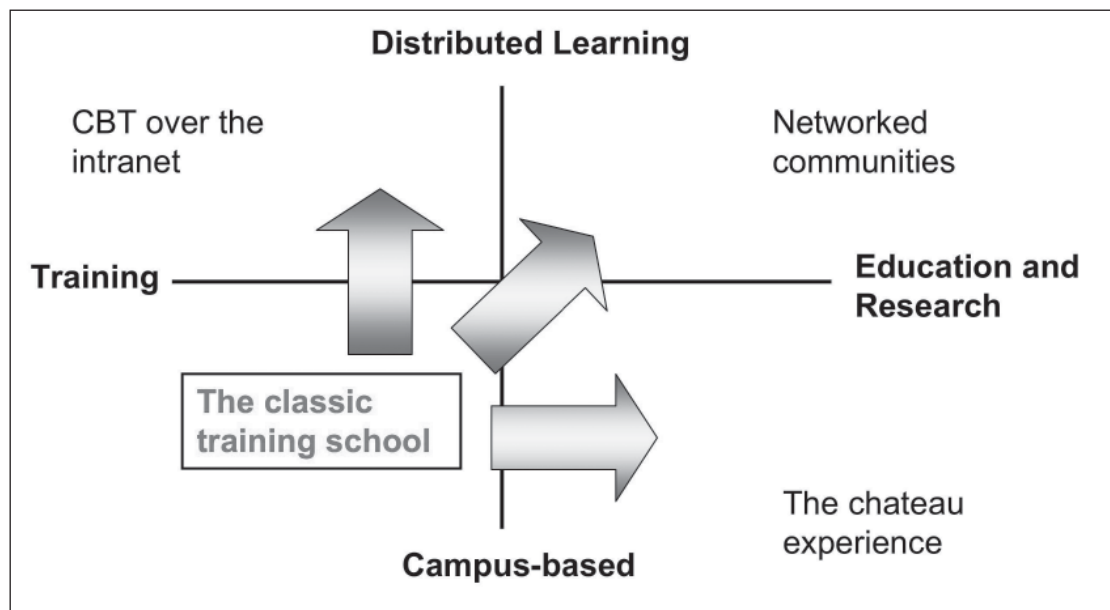 Distributed Learning
CBT over the
intranet
Networked
communities
Training
Education and
Research
The classic
training school
The chateau
experience
Campus-based